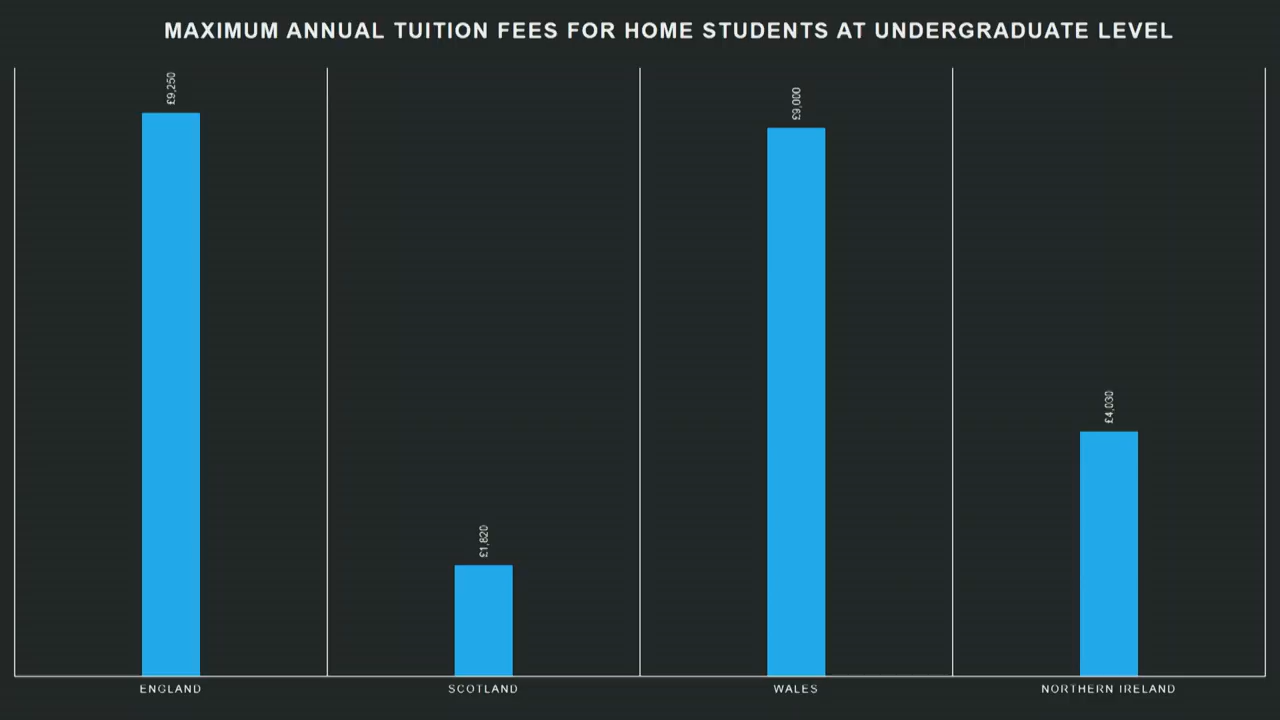 MAXIMUM ANNUAL TUITION FEES FOR HOME STUDENTS AT UNDERGRADUATE LEVEL
£9,250
£1,820
£9,000
£4,030
ENGLAND
SCOTLAND
WALES
NORTHERN IRELAND